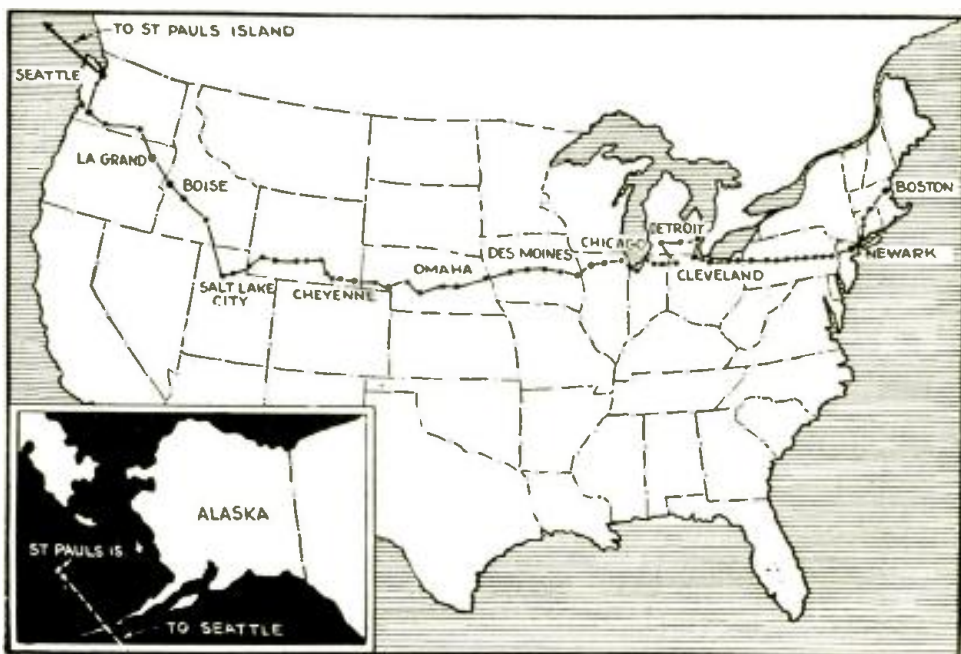 TO ST PAULS ISLAND
SEATTLE
LA GRAND
BOISE
SALT LAKE
CITY
CHEYENNE
OMAHA
DES MOINES
CHICAGO
DETROIT
CLEVELAND
BOSTON
NEWARK
ALASKA
ST PAULS IS.
TO SEATTLE